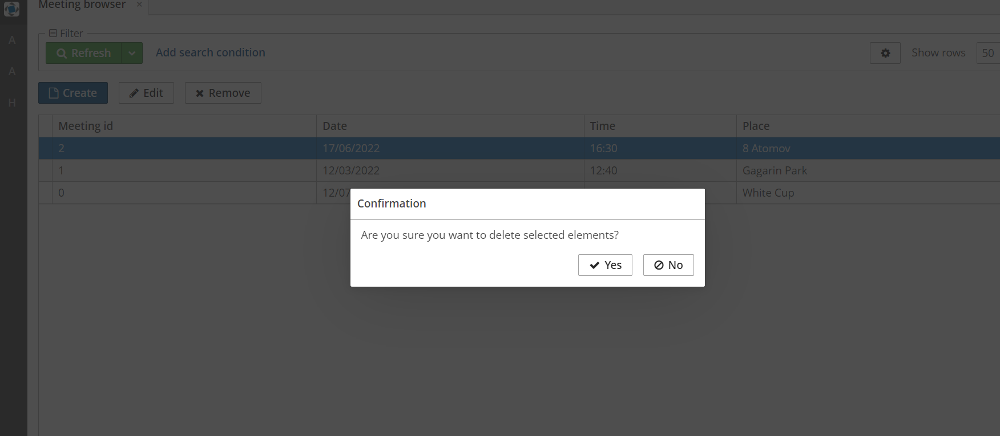 Meeting browser ×
Filter
Refresh Add search condition Show rows 50
A
A
H
Create Edit Remove
Meeting id Date Time Place
2 17/06/2022 16:30 8 Atomov
1 12/03/2022 12:40 Gagarin Park
0 12/07 White Cup
Confirmation
Are you sure you want to delete selected elements?
Yes No